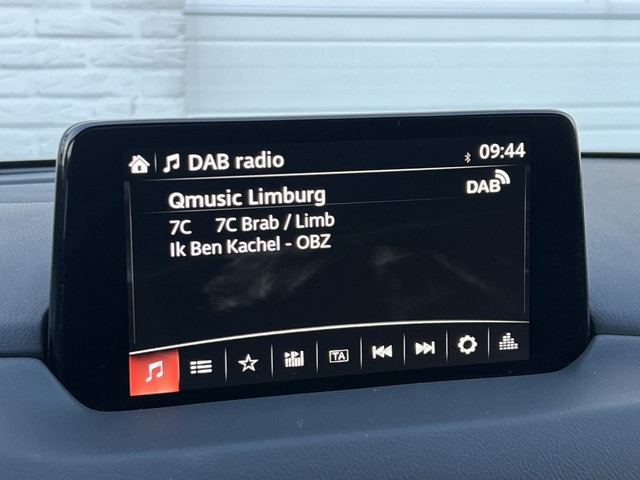 DAB radio
09:44
Qmusic Limburg
DAB
7C 7C Brab / Limb
Ik Ben Kachel - OBZ
TA